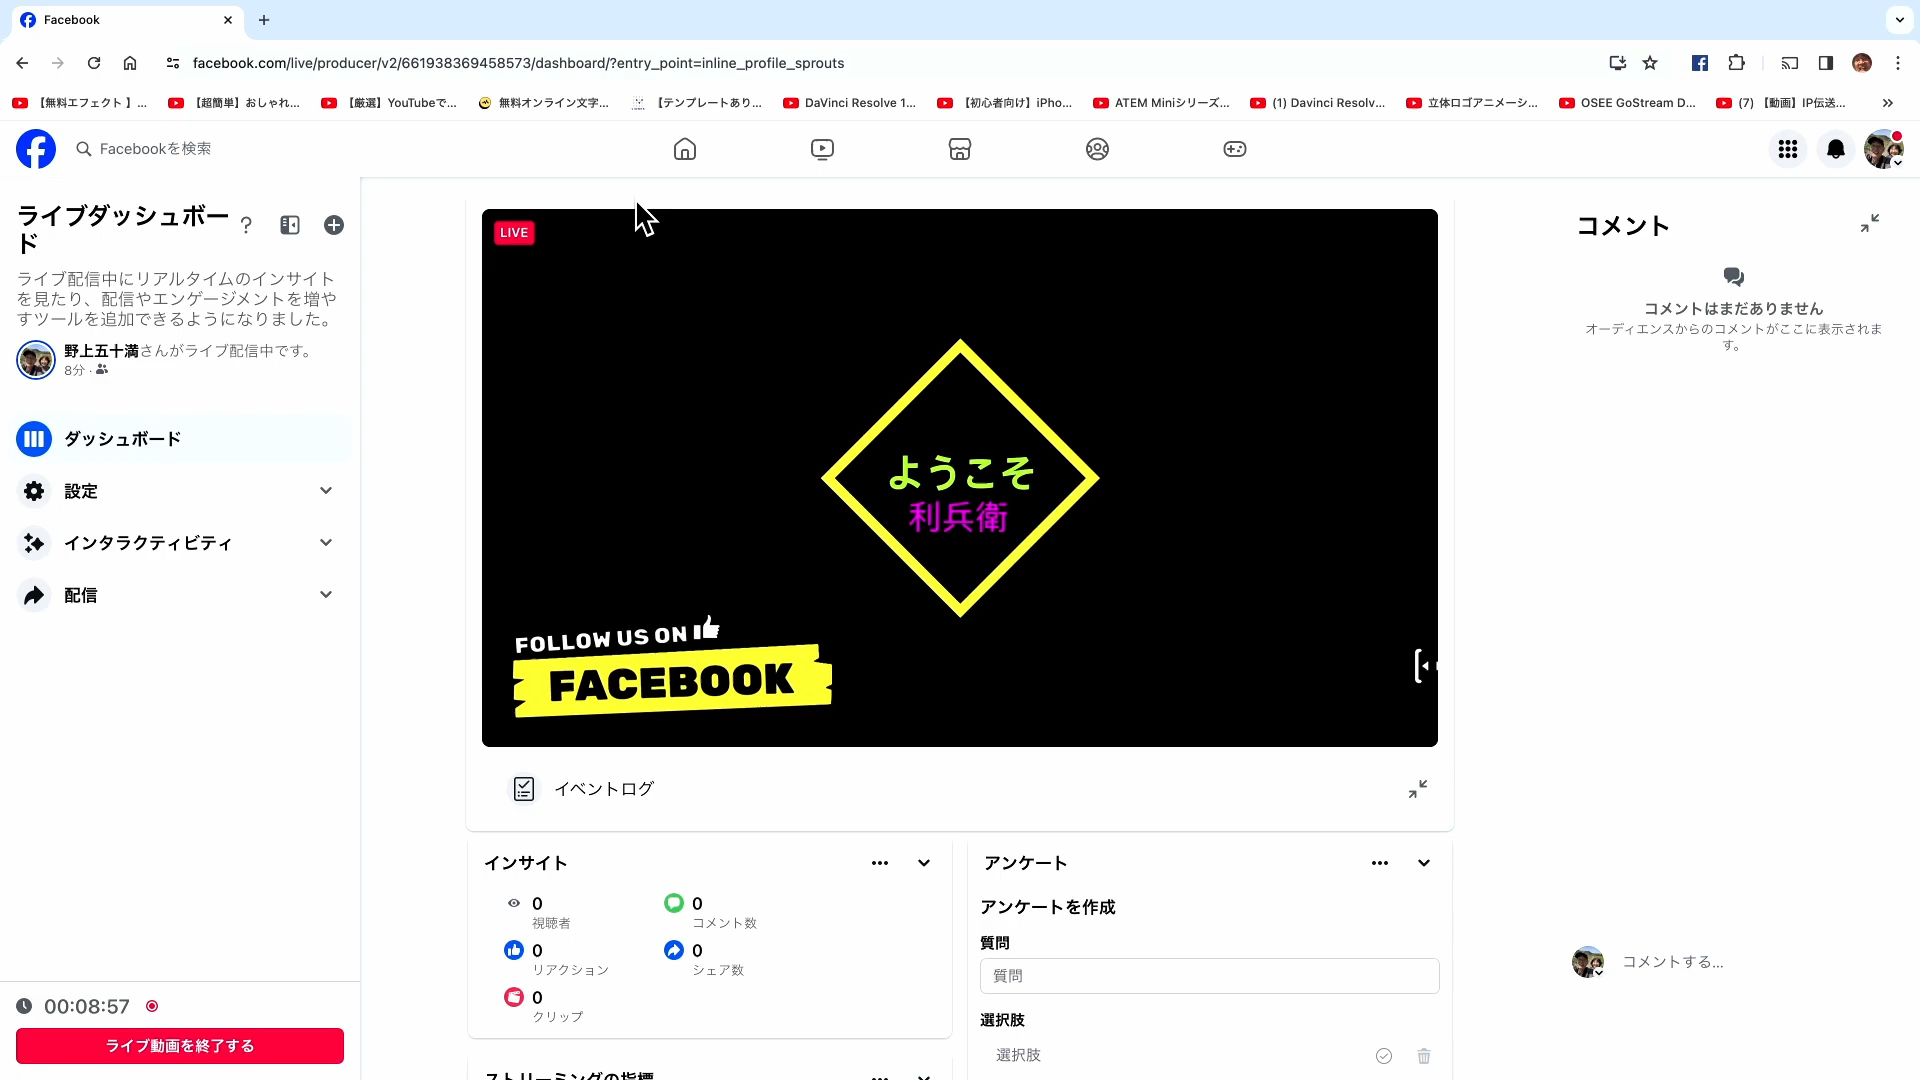 Facebook
facebook.com/live/producer/v2/661938369458573/dashboard/?entry_point=inline_profile_sprouts
【無料エフェクト 】...
【超簡単】おしゃれ...
【厳選】YouTubeで...
無料オンライン文字...
【テンプレートあり...
DaVinci Resolve 1...
【初心者向け】iPho...
ATEM Miniシリーズ...
(1) Davinci Resolv...
立体ロゴアニメーシ...
OSEE GoStream D...
(7) 【動画】IP伝送...
Facebookを検索
ライブダッシュボー
ド
ライブ配信中にリアルタイムのインサイト
を見たり、配信やエンゲージメントを増や
すツールを追加できるようになりました。
野上五十満さんがライブ配信中です。
8分 ·
ダッシュボード
設定
インタラクティビティ
配信
00:08:57
ライブ動画を終了する
LIVE
ようこそ
利兵衛
FOLLOW US ON
FACEBOOK
イベントログ
インサイト
0
視聴者
0
コメント数
0
リアクション
0
シェア数
0
クリップ
ストリーミングの指標
アンケート
アンケートを作成
質問
質問
選択肢
選択肢
コメント
コメントはまだありません
オーディエンスからのコメントがここに表示されま
す。
コメントする...